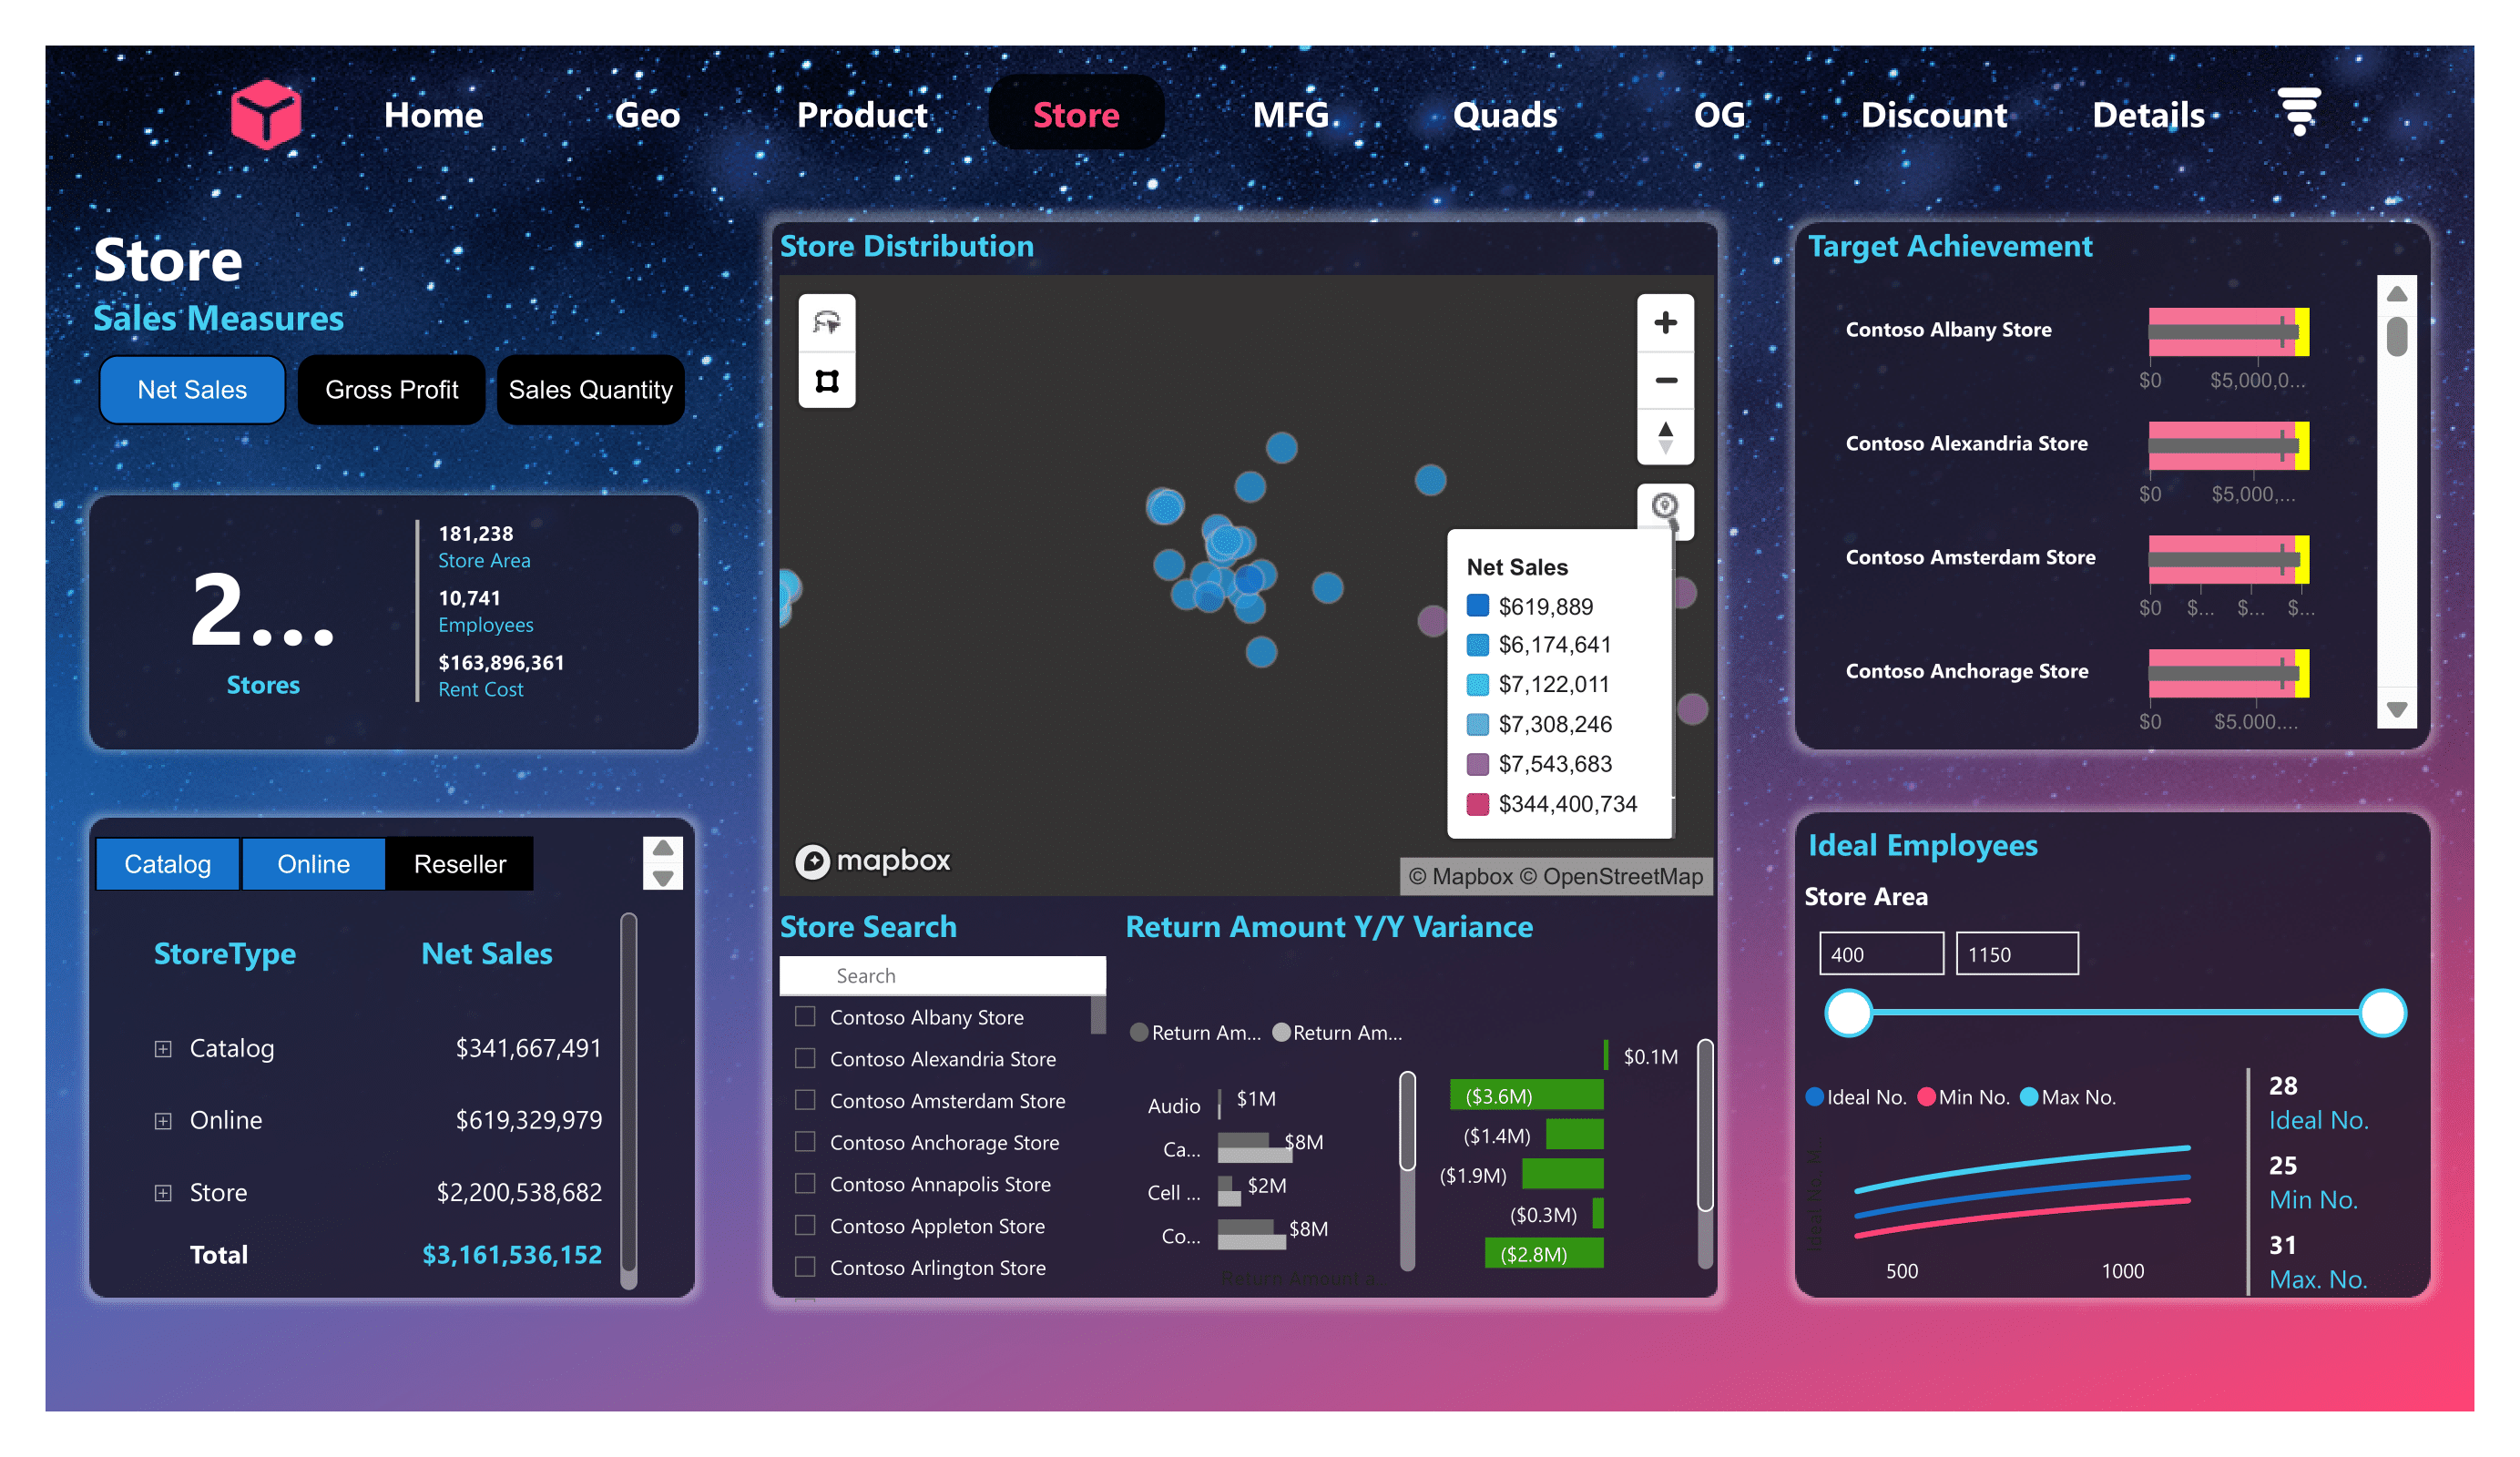 Home Geo Product Store MFG Quads OG Discount Details
Store
Sales Measures
Net Sales Gross Profit Sales Quantity
2...
Stores
181,238
Store Area
10,741
Employees
$163,896,361
Rent Cost
Catalog Online Reseller
StoreType Net Sales
Catalog $341,667,491
Online $619,329,979
Store $2,200,538,682
Total $3,161,536,152
Store Distribution
Net Sales
$619,889
$6,174,641
$7,122,011
$7,308,246
$7,543,683
$344,400,734
mapbox
© Mapbox © OpenStreetMap
Store Search
Search
Contoso Albany Store
Contoso Alexandria Store
Contoso Amsterdam Store
Contoso Anchorage Store
Contoso Annapolis Store
Contoso Appleton Store
Contoso Arlington Store
Return Amount Y/Y Variance
Return Am... Return Am...
Audio $1M
Ca... $8M
Cell ... $2M
Co... $8M
Return Amount a
$0.1M
($3.6M)
($1.4M)
($1.9M)
($0.3M)
($2.8M)
Target Achievement
Contoso Albany Store
$0 $5,000,0...
Contoso Alexandria Store
$0 $5,000,...
Contoso Amsterdam Store
$0 $... $... $...
Contoso Anchorage Store
$0 $5,000,...
Ideal Employees
Store Area
400 1150
Ideal No. Min No. Max No.
500 1000
28
Ideal No.
25
Min No.
31
Max. No.